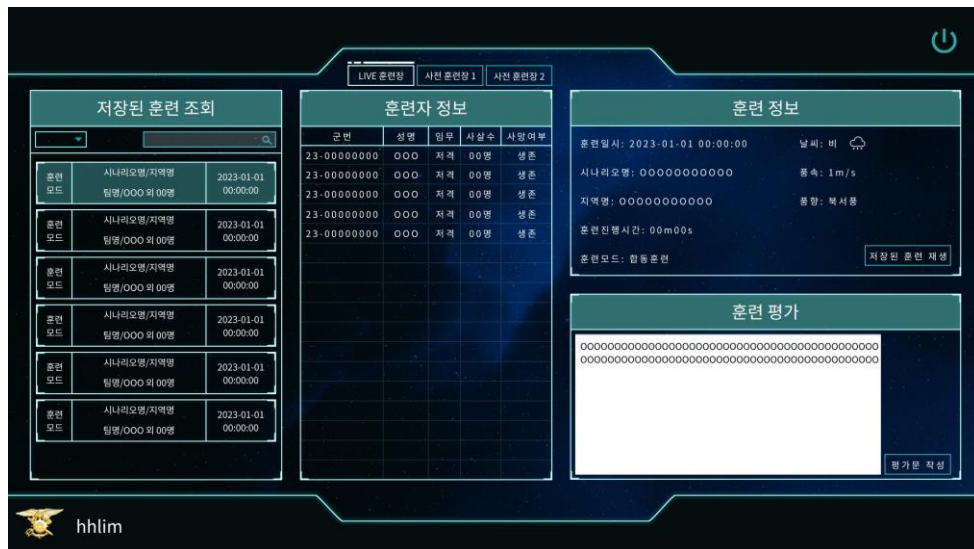 LIVE 훈련장 사전 훈련장 1 사전 훈련장 2
저장된 훈련 조회
훈련 모드
시나리오명/지역명
팀명/OOO 외 00명
2023-01-01
00:00:00
훈련 모드
시나리오명/지역명
팀명/OOO 외 00명
2023-01-01
00:00:00
훈련 모드
시나리오명/지역명
팀명/OOO 외 00명
2023-01-01
00:00:00
훈련 모드
시나리오명/지역명
팀명/OOO 외 00명
2023-01-01
00:00:00
훈련 모드
시나리오명/지역명
팀명/OOO 외 00명
2023-01-01
00:00:00
훈련 모드
시나리오명/지역명
팀명/OOO 외 00명
2023-01-01
00:00:00
훈련자 정보
군번 성명 임무 사살수 사망여부
23-00000000 OOO 저격 00명 생존
23-00000000 OOO 저격 00명 생존
23-00000000 OOO 저격 00명 생존
23-00000000 OOO 저격 00명 생존
23-00000000 OOO 저격 00명 생존
훈련 정보
훈련일시: 2023-01-01 00:00:00 날씨: 비
시나리오명: OOOOOOOOOOO 풍속: 1m/s
지역명: OOOOOOOOOOO 풍향: 북서풍
훈련진행시간: 00m00s
훈련모드: 합동훈련
저장된 훈련 재생
훈련 평가
OOOOOOOOOOOOOOOOOOOOOOOOOOOOOOOOOOOOOOOOOOOO
OOOOOOOOOOOOOOOOOOOOOOOOOOOOOOOOOOOOOOOOOOOO
평가문 작성
hhlim